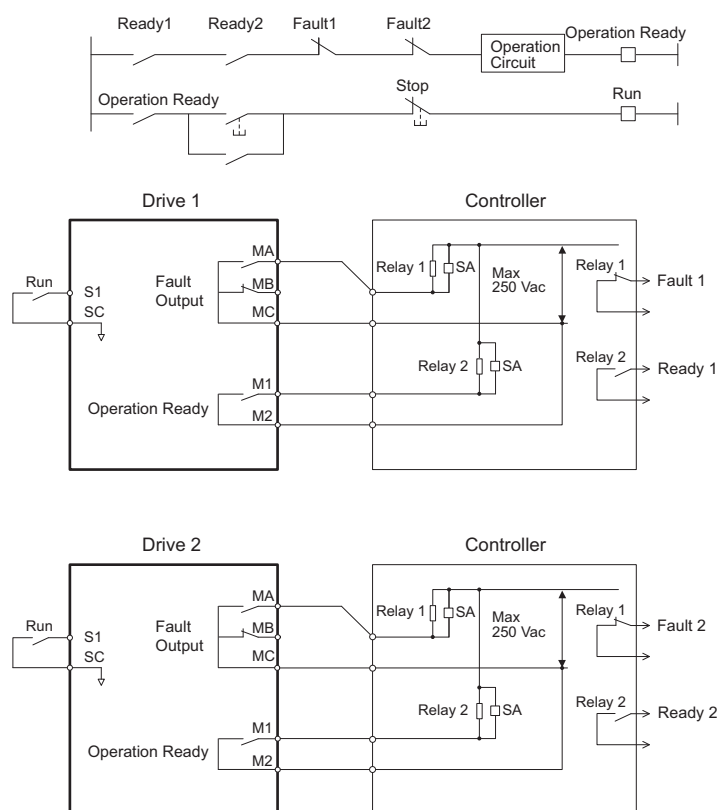 Ready1 Ready2 Fault1 Fault2
Operation Circuit
Operation Ready
Operation Ready
Stop
Run
Drive 1
Controller
Run
S1
SC
Fault Output
MA
MB
MC
Operation Ready
M1
M2
Relay 1
SA
Max 250 Vac
Relay 2
SA
Relay 1
Fault 1
Relay 2
Ready 1
Drive 2
Controller
Run
S1
SC
Fault Output
MA
MB
MC
Operation Ready
M1
M2
Relay 1
SA
Max 250 Vac
Relay 2
SA
Relay 1
Fault 2
Relay 2
Ready 2